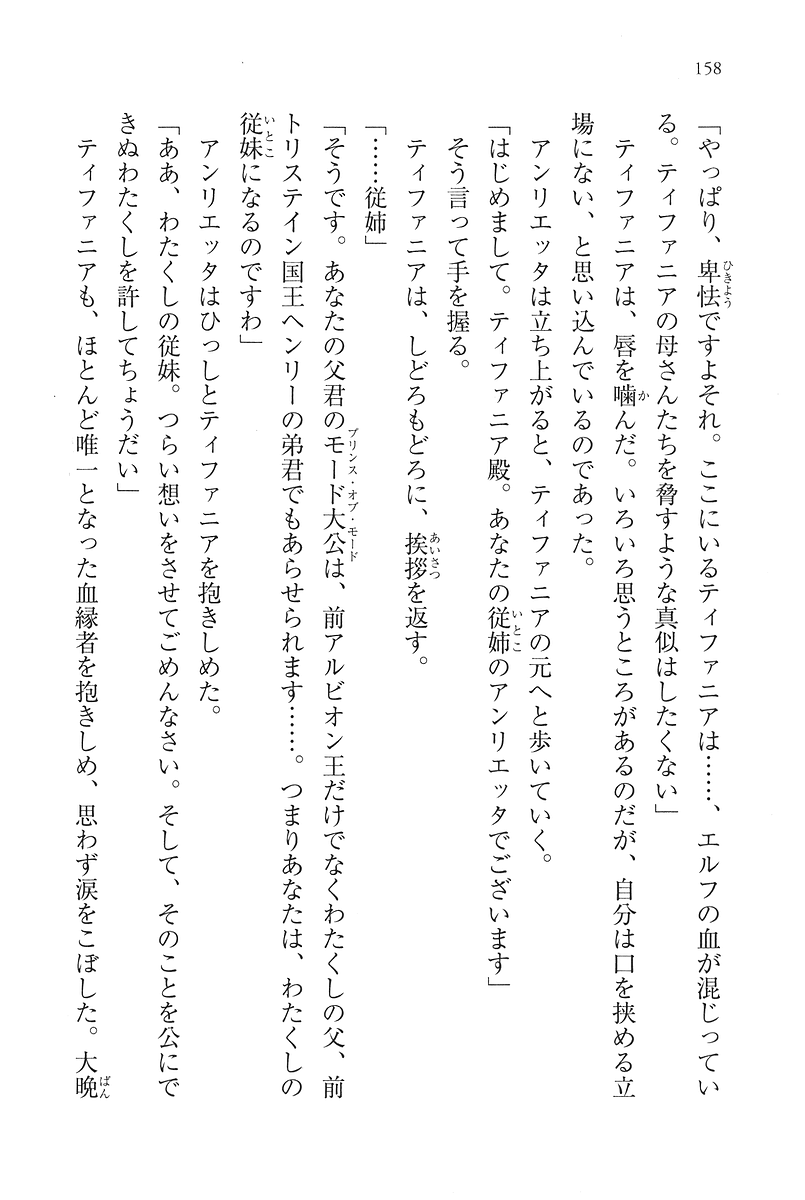 158
「やっぱり、卑怯ですよそれ。ここにいるティファニアは……、エルフの血が混じってい
る。ティファニアの母さんたちを脅すような真似はしたくない」
ティファニアは、唇を噛んだ。いろいろ思うところがあるのだが、自分は口を挟める立
場にない、と思い込んでいるのであった。
アンリエッタは立ち上がると、ティファニアの元へと歩いていく。
「はじめまして。ティファニア殿。あなたの従姉のアンリエッタでございます」
そう言って手を握る。
ティファニアは、しどろもどろに、挨拶を返す。
「……従姉」
「そうです。あなたの父君のモード大公は、前アルビオン王だけでなくわたくしの父、前
トリステイン国王ヘンリーの弟君でもあらせられます……。つまりあなたは、わたくしの
従妹になるのですわ」
アンリエッタはひっしとティファニアを抱きしめた。
「ああ、わたくしの従妹。つらい想いをさせてごめんなさい。そして、そのことを公にで
きぬわたくしを許してちょうだい」
ティファニアも、ほとんど唯一となった血縁者を抱きしめ、思わず涙をこぼした。大晩